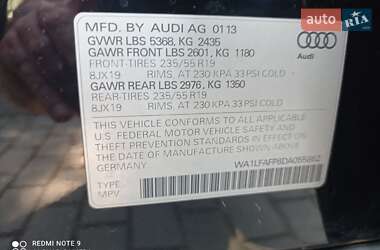 AUTO
RIA
MFD. BY AUDI AG 01 13
GVWR LBS 5368, KG 2435
GAWR FRONT LBS 2601, KG 1180
FRONT-TIRES 235/55 R19
8JX19 RIMS, AT 230 KPA 33 PSI COLD
GAWR REAR LBS 2976, KG 1350
REAR-TIRES 235/55 R19
8JX19 RIMS, AT 230 KPA 33 PSI COLD
THIS VEHICLE CONFORMS TO ALL APPLICABLE
U.S. FEDERAL MOTOR VEHICLE SAFETY AND
THEFT PREVENTION STANDARDS IN EFFECT
ON THE DATE OF MANUFACTURE SHOWN ABOVE.
GERMANY
TYPE:
MPV
REDMI NOTE 9